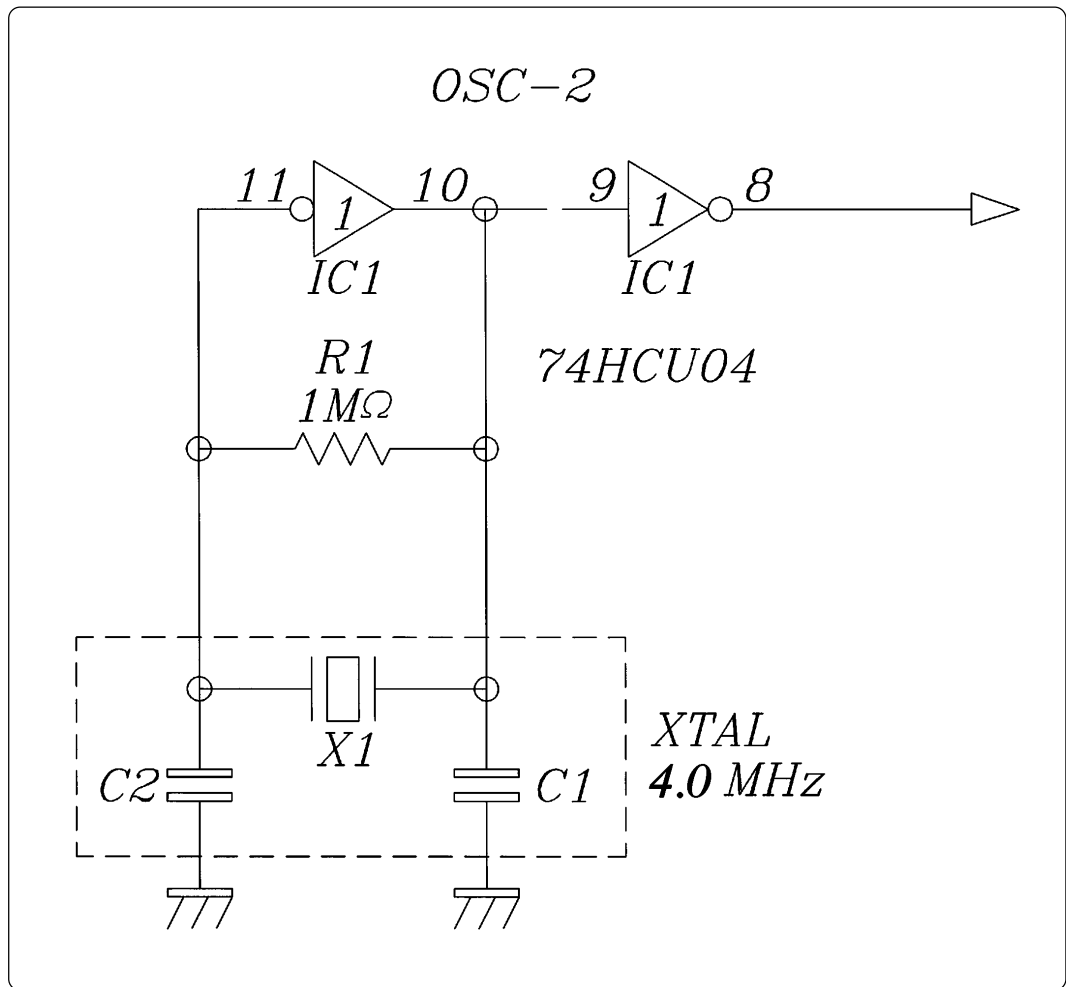 OSC-2
11 1 10 9 1 8
IC1 IC1
R1
1MΩ
74HCU04
X1
XTAL
4.0 MHz
C2 C1